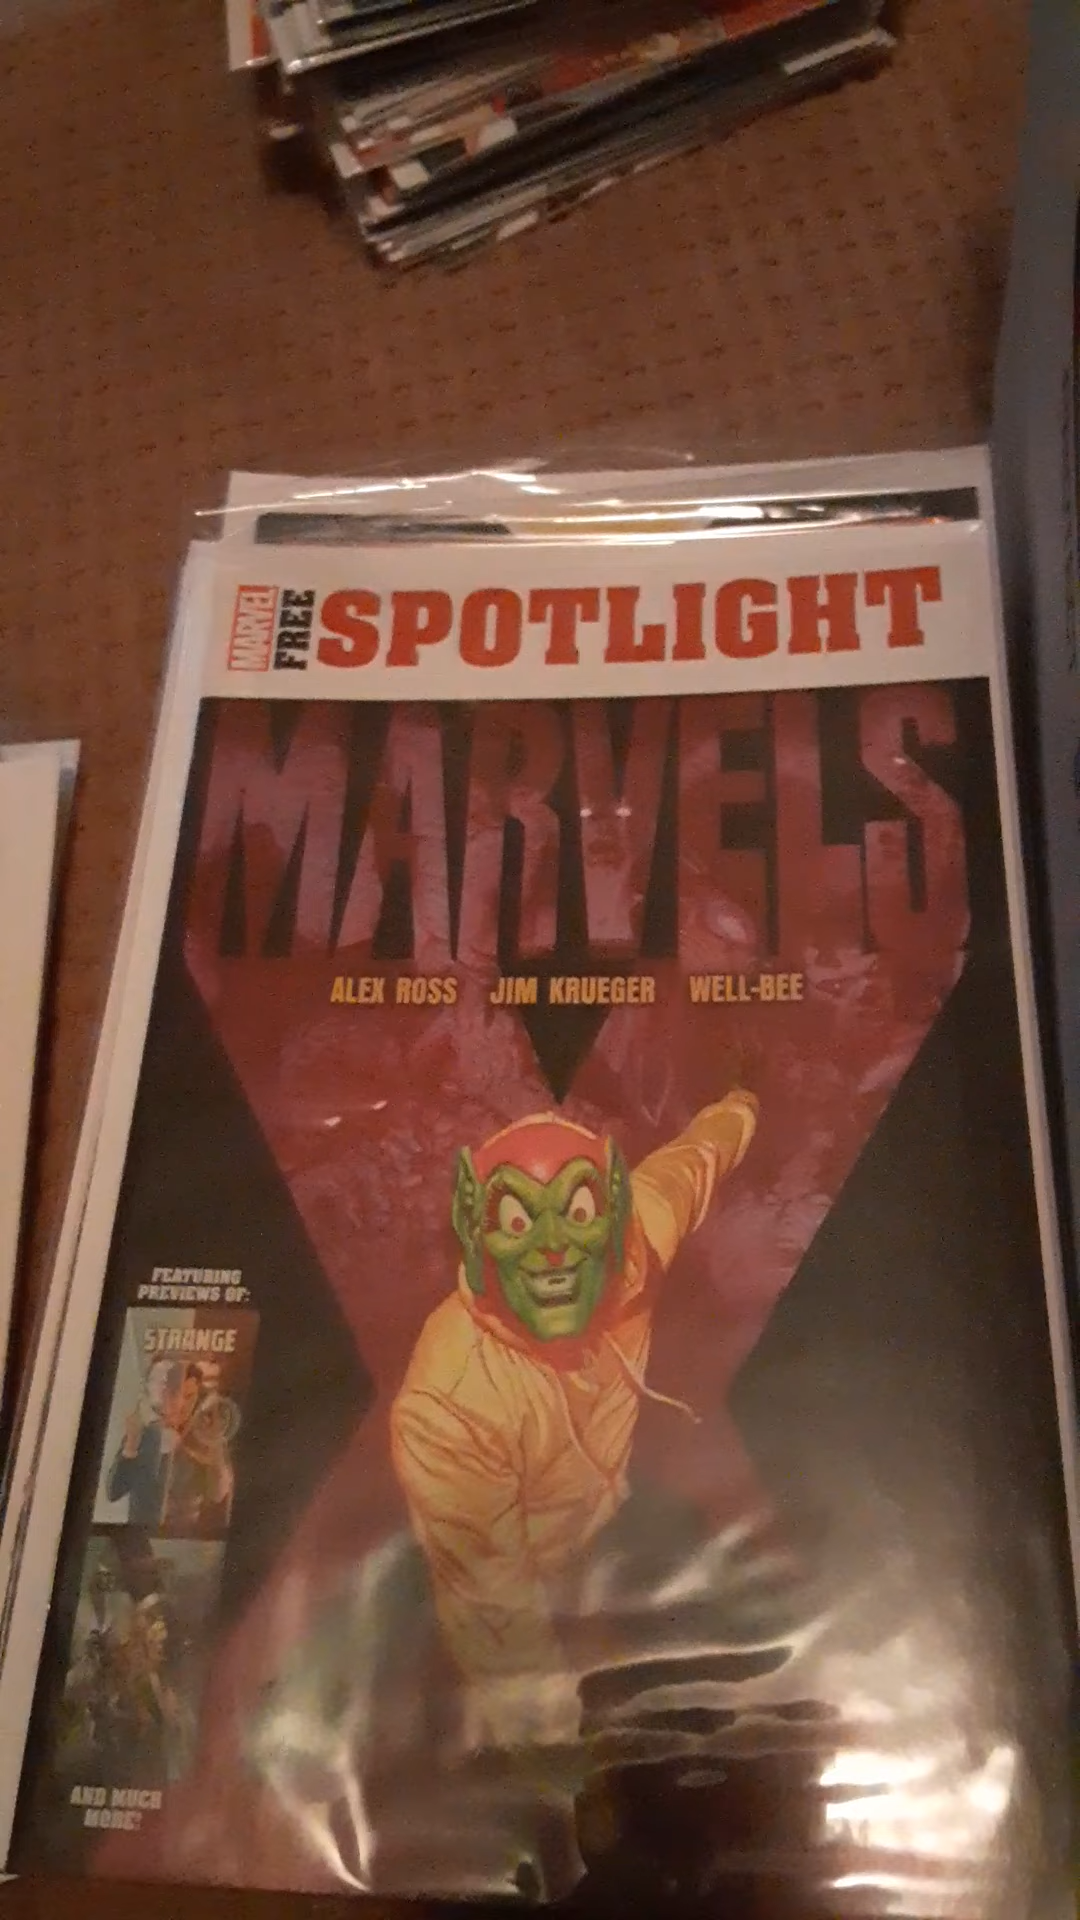 MARVEL
FREE
SPOTLIGHT
MARVELS
X
ALEX ROSS JIM KRUEGER WELL-BEE
FEATURING
PREVIEWS OF:
STRANGE
AND MUCH
MORE!